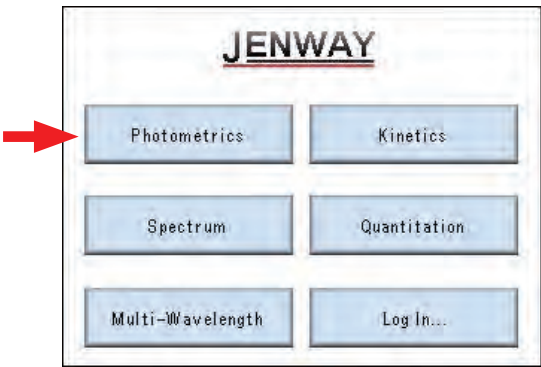 JENWAY
Photometrics
Kinetics
Spectrum
Quantitation
Multi-Wavelength
Log In...